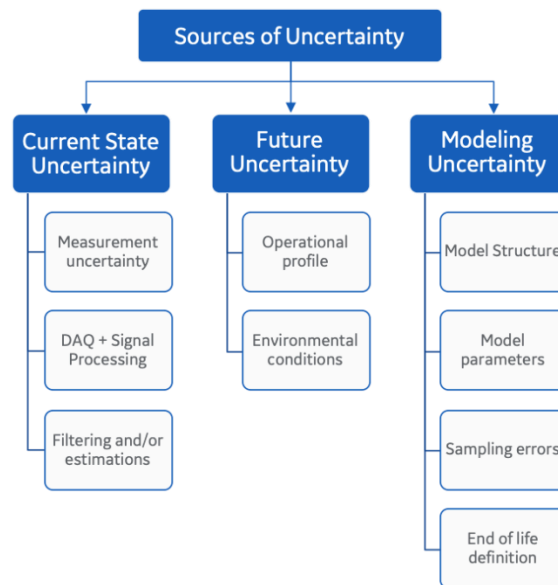 Sources of Uncertainty
Current State
Uncertainty
Measurement
uncertainty
DAQ + Signal
Processing
Filtering and/or
estimations
Future
Uncertainty
Operational
profile
Environmental
conditions
Modeling
Uncertainty
Model Structure
Model
parameters
Sampling errors
End of life
definition